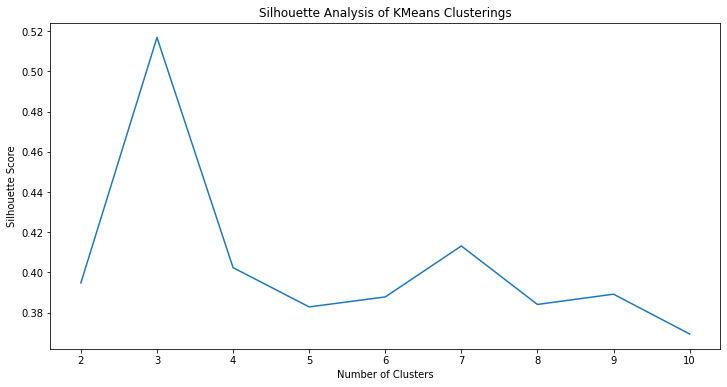 Silhouette Analysis of KMeans Clusterings
Silhouette Score
0.52
0.50
0.48
0.46
0.44
0.42
0.40
0.38
2 3 4 5 6 7 8 9 10
Number of Clusters